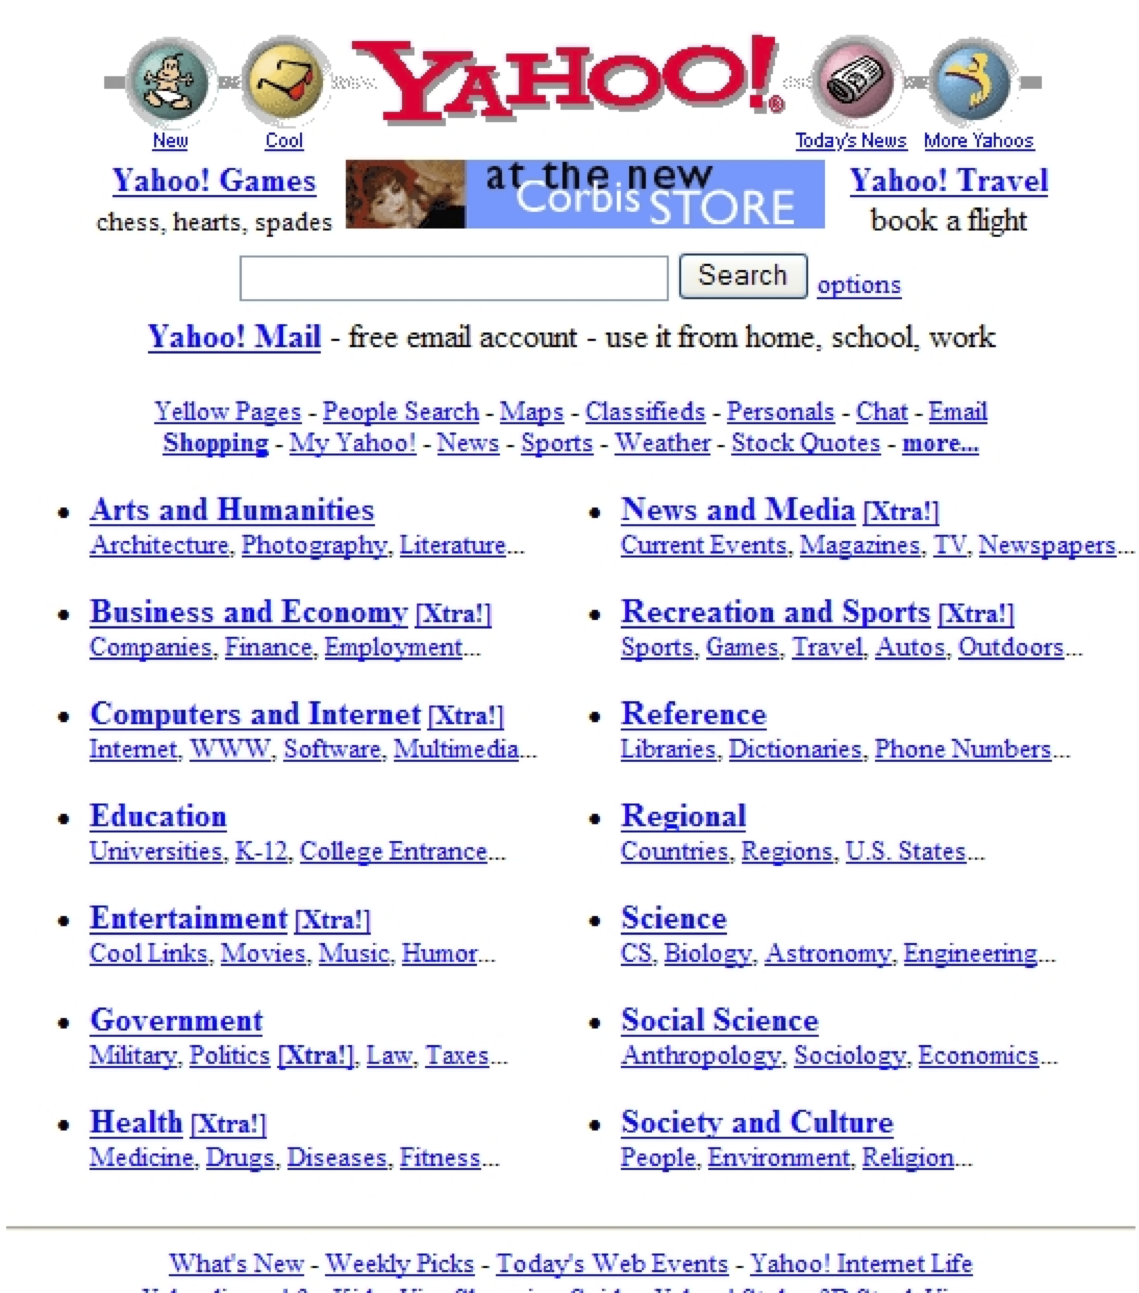 YAHOO!®
New Cool Today's News More Yahoos
Yahoo! Games at the new Yahoo! Travel
chess, hearts, spades Corbis STORE book a flight
Search options
Yahoo! Mail - free email account - use it from home, school, work
Yellow Pages - People Search - Maps - Classifieds - Personals - Chat - Email
Shopping - My Yahoo! - News - Sports - Weather - Stock Quotes - more...
• Arts and Humanities
Architecture, Photography, Literature...
• Business and Economy [Xtra!]
Companies, Finance, Employment...
• Computers and Internet [Xtra!]
Internet, WWW, Software, Multimedia...
• Education
Universities, K-12, College Entrance...
• Entertainment [Xtra!]
Cool Links, Movies, Music, Humor...
• Government
Military, Politics [Xtra!], Law, Taxes...
• Health [Xtra!]
Medicine, Drugs, Diseases, Fitness...
• News and Media [Xtra!]
Current Events, Magazines, TV, Newspapers...
• Recreation and Sports [Xtra!]
Sports, Games, Travel, Autos, Outdoors...
• Reference
Libraries, Dictionaries, Phone Numbers...
• Regional
Countries, Regions, U.S. States...
• Science
CS, Biology, Astronomy, Engineering...
• Social Science
Anthropology, Sociology, Economics...
• Society and Culture
People, Environment, Religion...
What's New - Weekly Picks - Today's Web Events - Yahoo! Internet Life